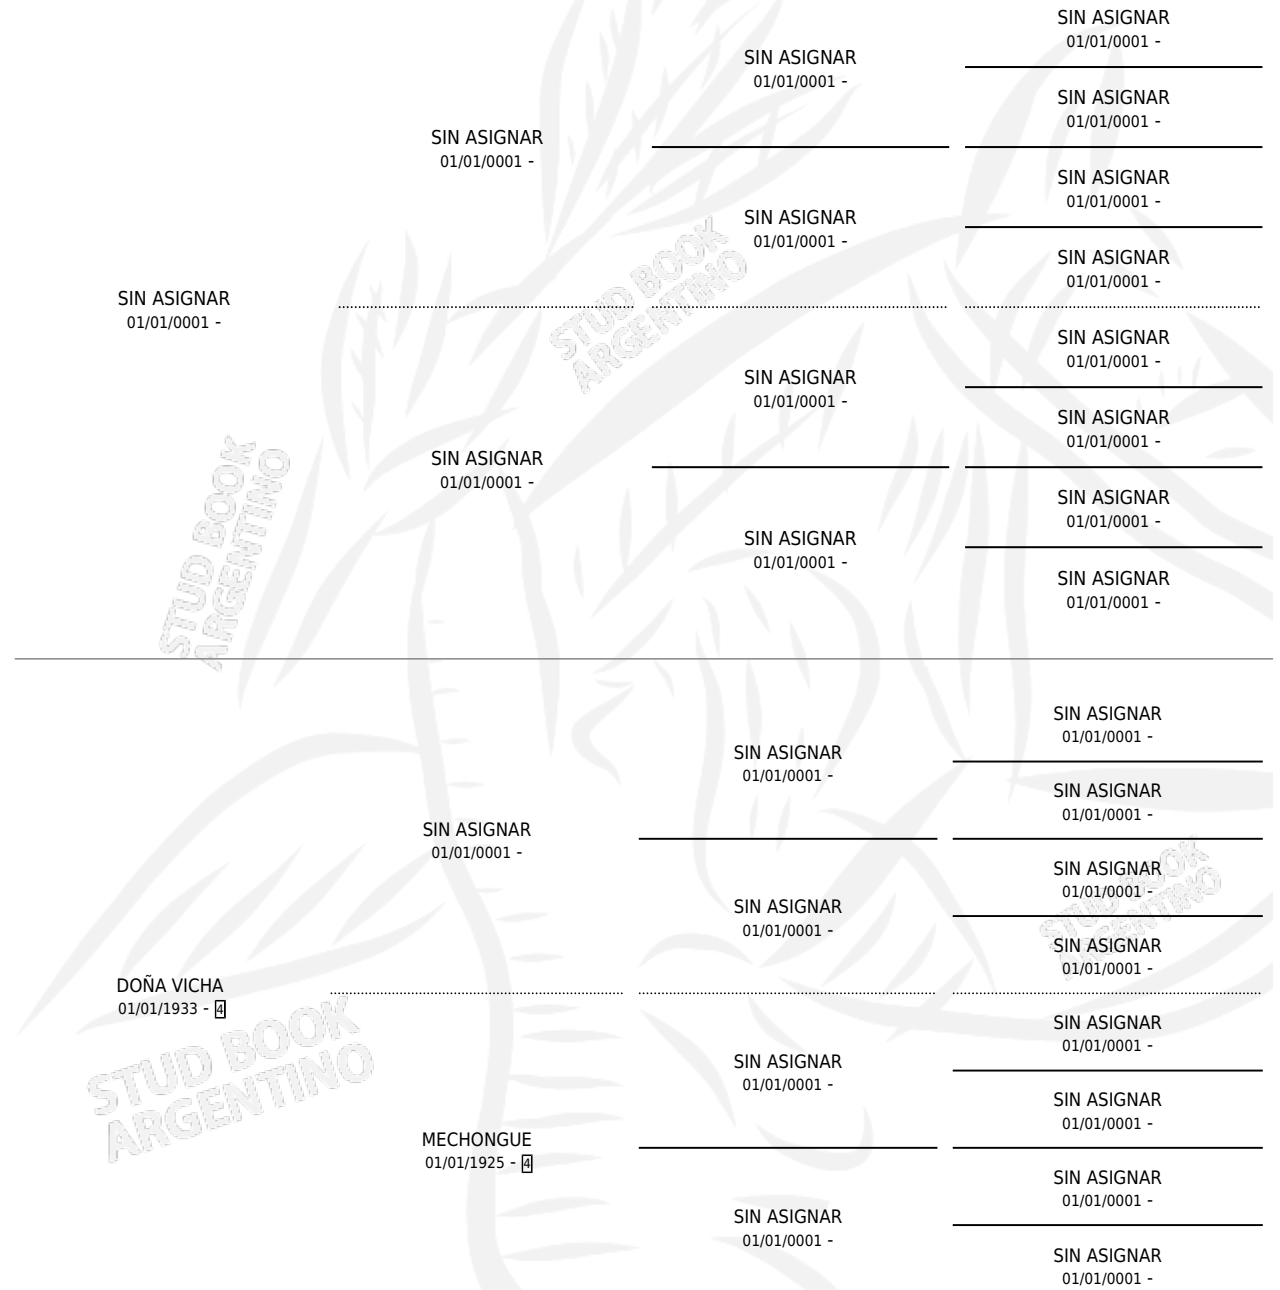 SIN ASIGNAR
01/01/0001 -
SIN ASIGNAR
01/01/0001 -
SIN ASIGNAR
01/01/0001 -
SIN ASIGNAR
01/01/0001 -
SIN ASIGNAR
01/01/0001 -
SIN ASIGNAR
01/01/0001 -
SIN ASIGNAR
01/01/0001 -
STUD BOOK
ARGENTINO
SIN ASIGNAR
01/01/0001 -
SIN ASIGNAR
01/01/0001 -
SIN ASIGNAR
01/01/0001 -
SIN ASIGNAR
01/01/0001 -
SIN ASIGNAR
01/01/0001 -
SIN ASIGNAR
01/01/0001 -
STUD BOOK
ARGENTINO
SIN ASIGNAR
01/01/0001 -
SIN ASIGNAR
01/01/0001 -
SIN ASIGNAR
01/01/0001 -
SIN ASIGNAR
01/01/0001 -
SIN ASIGNAR
01/01/0001 -
SIN ASIGNAR
01/01/0001 -
SIN ASIGNAR
01/01/0001 -
SIN ASIGNAR
01/01/0001 -
STUD BOOK
ARGENTINO
SIN ASIGNAR
01/01/0001 -
SIN ASIGNAR
01/01/0001 -
DOÑA VICHA
01/01/1933 - 4
STUD BOOK
ARGENTINO
SIN ASIGNAR
01/01/0001 -
SIN ASIGNAR
01/01/0001 -
SIN ASIGNAR
01/01/0001 -
MECHONGUE
01/01/1925 - 4
SIN ASIGNAR
01/01/0001 -
SIN ASIGNAR
01/01/0001 -
SIN ASIGNAR
01/01/0001 -